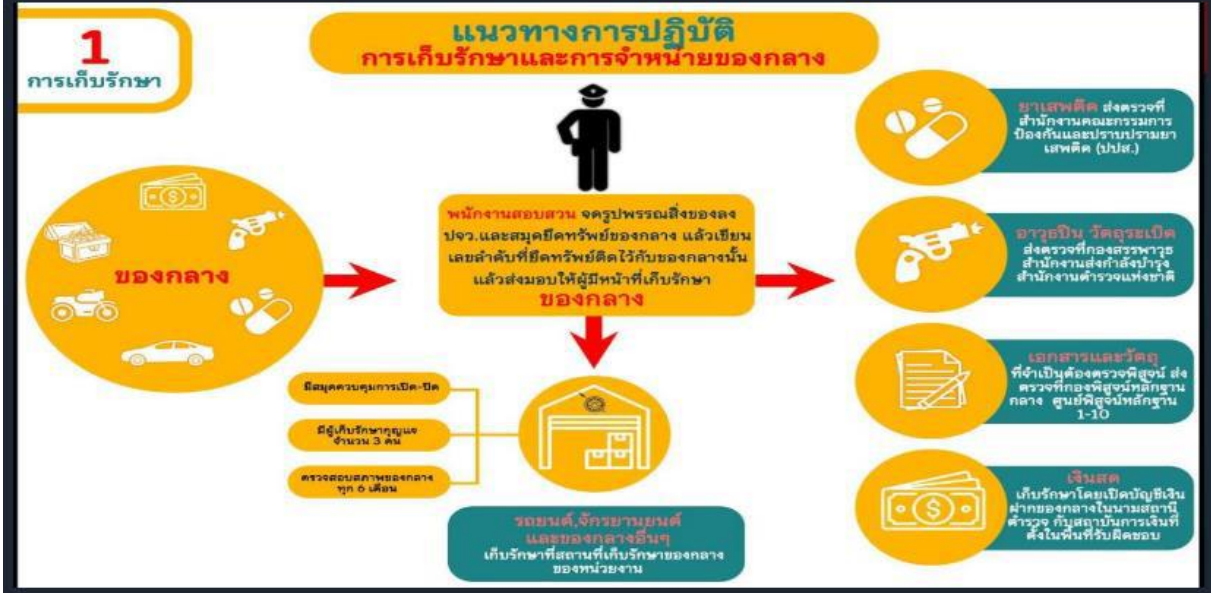 1
การเก็บรักษา
แนวทางการปฏิบัติ
การเก็บรักษาและการจำหน่ายของกลาง
ของกลาง
พนักงานสอบสวน จดรูปพรรณสิ่งของลง
ปจว.และสมุดยึดทรัพย์ของกลาง แล้วเขียน
เลขลำดับที่ยึดทรัพย์ติดไว้กับของกลางนั้น
แล้วส่งมอบให้ผู้มีหน้าที่เก็บรักษา
ของกลาง
มีสมุดควบคุมการเปิด-ปิด
มีผู้เก็บรักษากุญแจ
จำนวน 3 คน
ตรวจสอบสภาพของกลาง
ทุก 6 เดือน
รถยนต์,จักรยานยนต์
และของกลางอื่นๆ
เก็บรักษาที่สถานที่เก็บรักษาของกลาง
ของหน่วยงาน
ยาเสพติด ส่งตรวจที่
สำนักงานคณะกรรมการ
ป้องกันและปราบปรามยา
เสพติด (ปปส.)
อาวุธปืน วัตถุระเบิด
ส่งตรวจที่กองสรรพาวุธ
สำนักงานส่งกำลังบำรุง
สำนักงานตำรวจแห่งชาติ
เอกสารและวัตถุ
ที่จำเป็นต้องตรวจพิสูจน์ ส่ง
ตรวจที่กองพิสูจน์หลักฐาน
กลาง ศูนย์พิสูจน์หลักฐาน
1-10
เงินสด
เก็บรักษาโดยเปิดบัญชีเงิน
ฝากของกลางในนามสถานี
ตำรวจ กับสถาบันการเงินที่
ตั้งในพื้นที่รับผิดชอบ